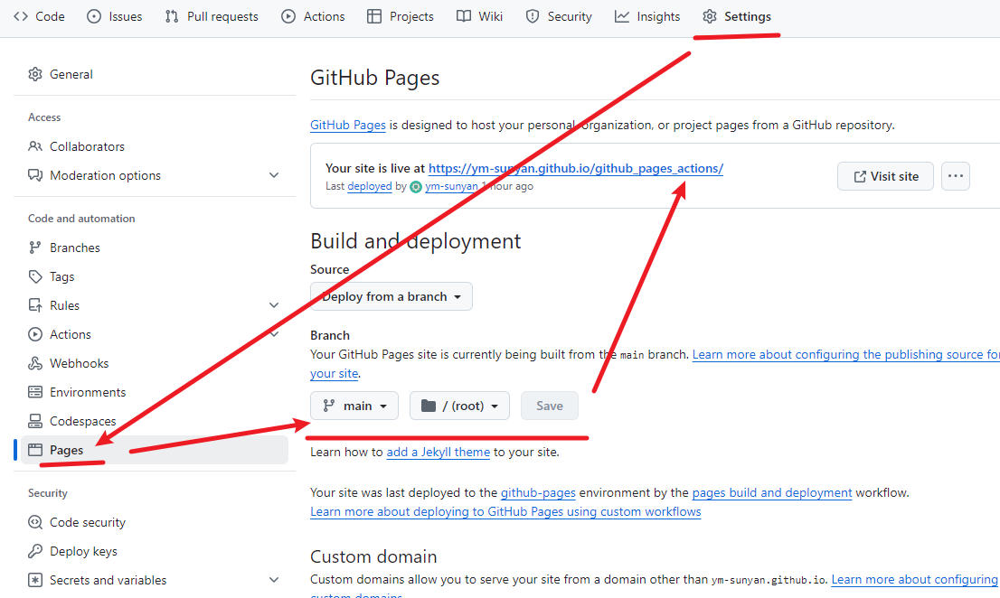 Code Issues Pull requests Actions Projects Wiki Security Insights Settings
General
Access
Collaborators
Moderation options
Code and automation
Branches
Tags
Rules
Actions
Webhooks
Environments
Codespaces
Pages
Security
Code security
Deploy keys
Secrets and variables
GitHub Pages
GitHub Pages is designed to host your personal, organization, or project pages from a GitHub repository.
Your site is live at https://ym-sunyan.github.io/github_pages_actions/
Last deployed by ym-sunyan 1 hour ago
Visit site
Build and deployment
Source
Deploy from a branch
Branch
Your GitHub Pages site is currently being built from the main branch. Learn more about configuring the publishing source for
your site.
main / (root) Save
Learn how to add a Jekyll theme to your site.
Your site was last deployed to the github-pages environment by the pages build and deployment workflow.
Learn more about deploying to GitHub Pages using custom workflows
Custom domain
Custom domains allow you to serve your site from a domain other than ym-sunyan.github.io. Learn more about configuring
custom domains